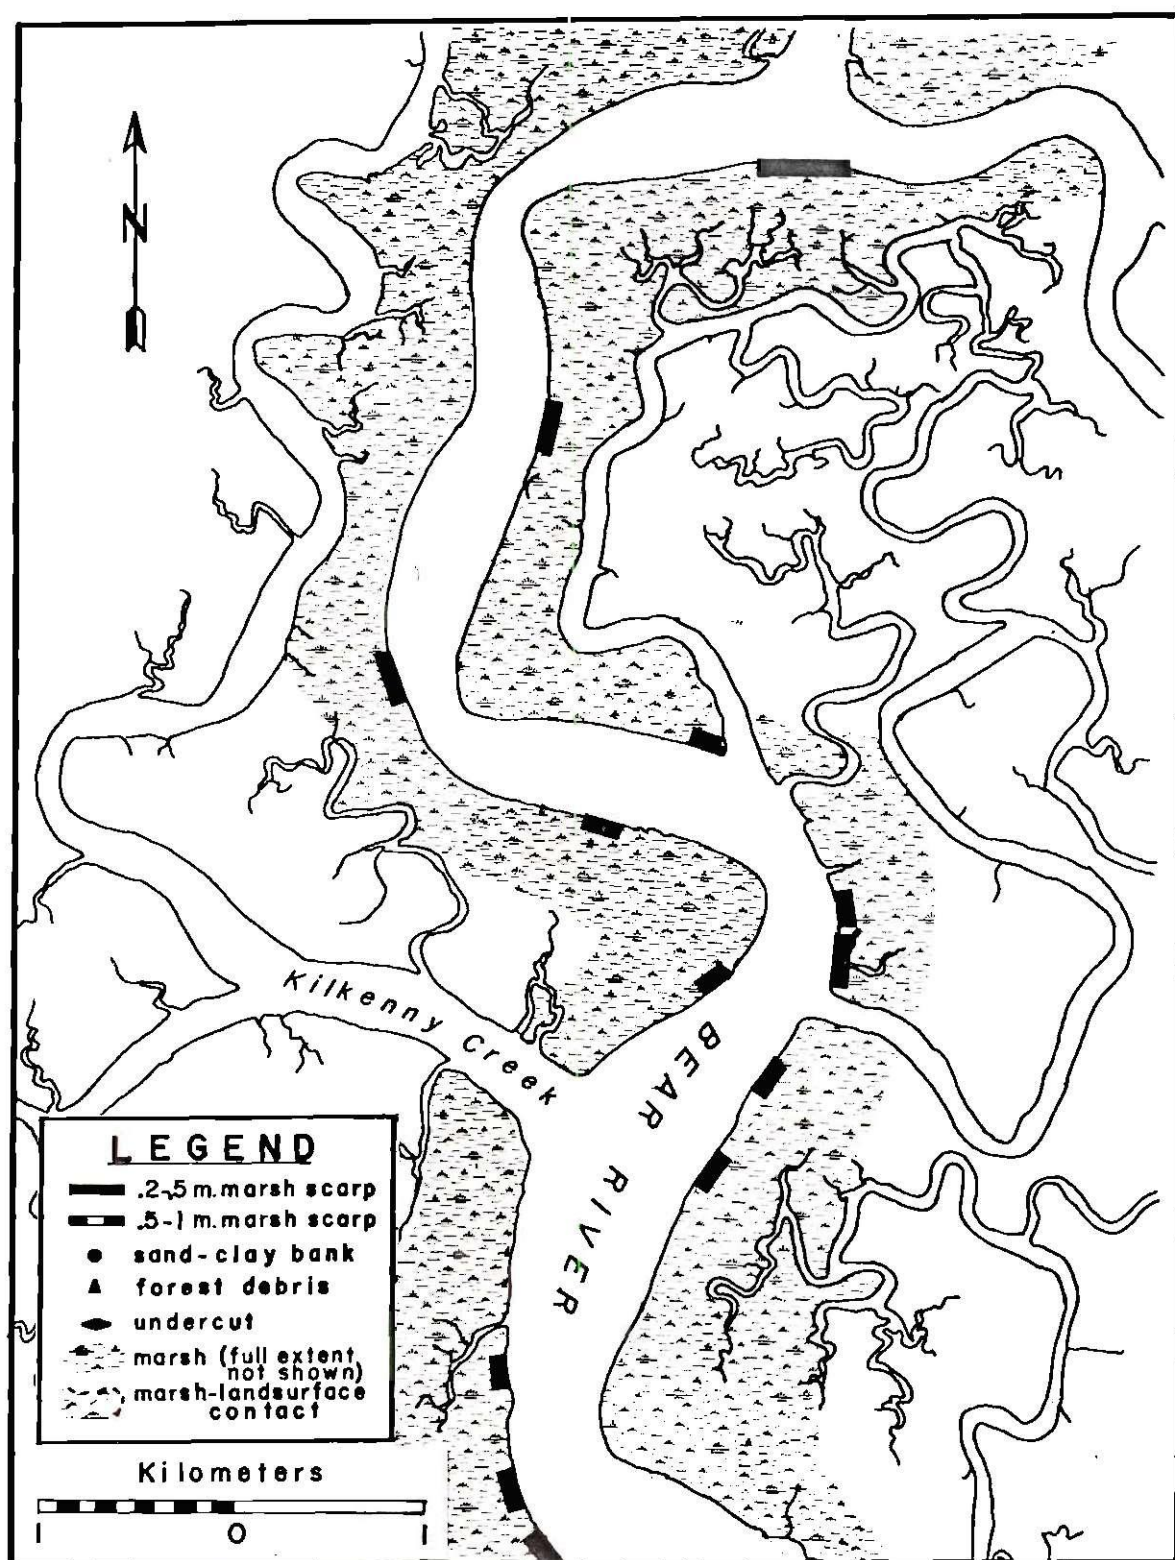 N
Kilkenny Creek
BEAR RIVER
LEGEND
.2-.5 m. marsh scarp
.5-1 m. marsh scarp
sand-clay bank
forest debris
undercut
marsh (full extent
not shown)
marsh-landsurface
contact
Kilometers
1 0 1